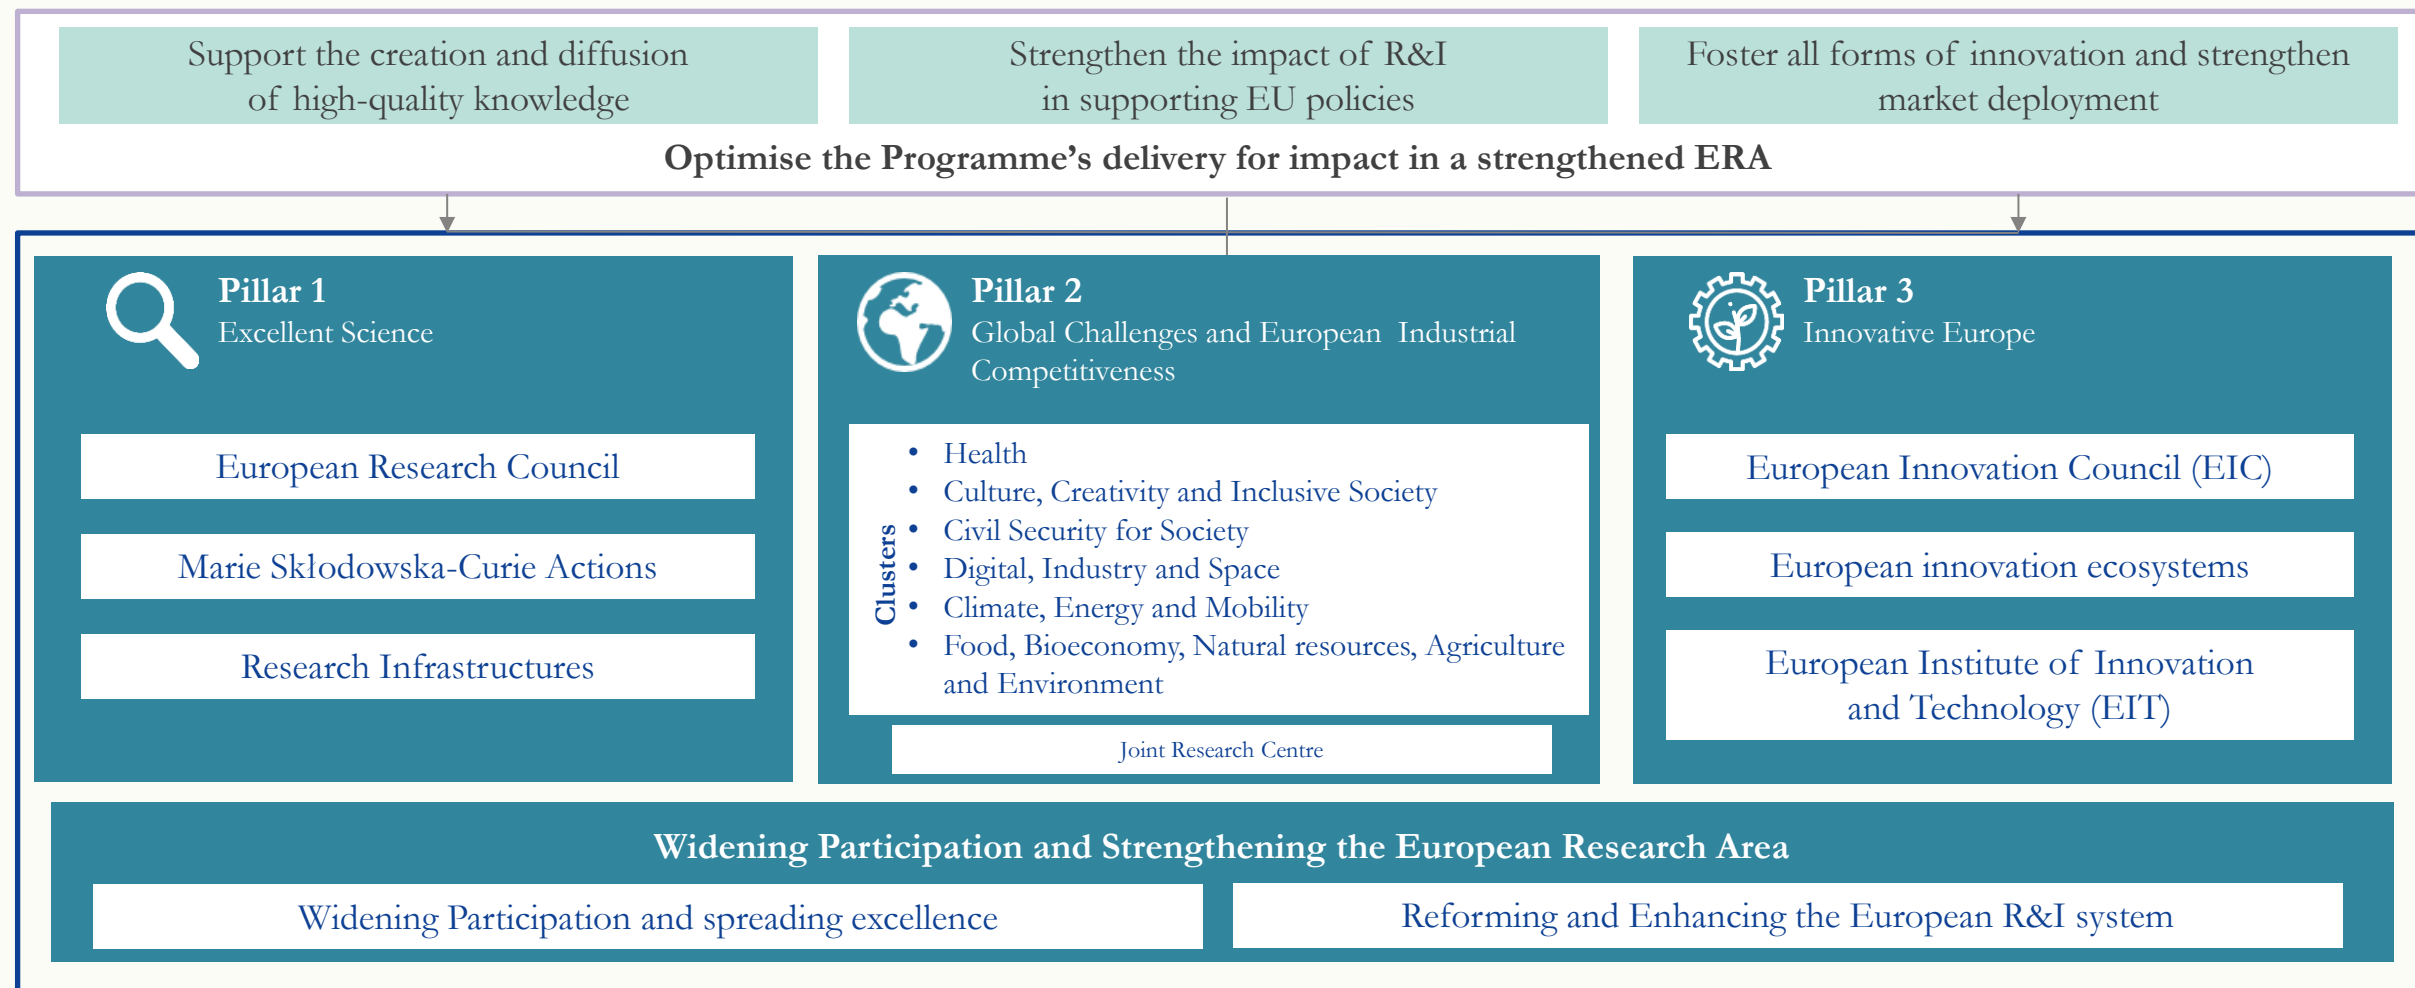 Support the creation and diffusion
of high-quality knowledge
Strengthen the impact of R&I
in supporting EU policies
Foster all forms of innovation and strengthen
market deployment
Optimise the Programme’s delivery for impact in a strengthened ERA
Pillar 1
Excellent Science
European Research Council
Marie Skłodowska-Curie Actions
Research Infrastructures
Pillar 2
Global Challenges and European Industrial
Competitiveness
Clusters
• Health
• Culture, Creativity and Inclusive Society
• Civil Security for Society
• Digital, Industry and Space
• Climate, Energy and Mobility
• Food, Bioeconomy, Natural resources, Agriculture
and Environment
Joint Research Centre
Pillar 3
Innovative Europe
European Innovation Council (EIC)
European innovation ecosystems
European Institute of Innovation
and Technology (EIT)
Widening Participation and Strengthening the European Research Area
Widening Participation and spreading excellence
Reforming and Enhancing the European R&I system